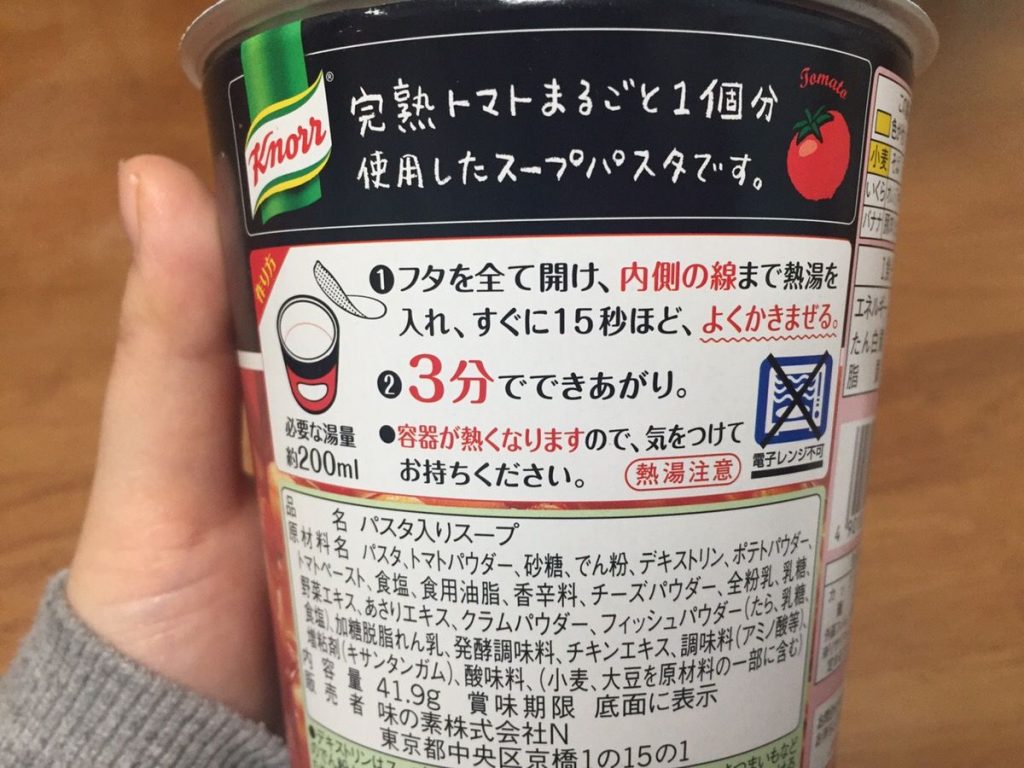 Knorr®
完熟トマトまるごと1個分
使用したスープパスタです。
Tomato
作り方
❶フタを全て開け、内側の線まで熱湯を
入れ、すぐに15秒ほど、よくかきまぜる。
❷3分でできあがり。
必要な湯量
約200ml
●容器が熱くなりますので、気をつけて
お持ちください。
熱湯注意
電子レンジ不可
品名 パスタ入りスープ
原材料名 パスタ、トマトパウダー、砂糖、でん粉、デキストリン、ポテトパウダー、
トマトペースト、食塩、食用油脂、香辛料、チーズパウダー、全粉乳、乳糖、
野菜エキス、あさりエキス、クラムパウダー、フィッシュパウダー(たら、乳糖、
食塩)、加糖脱脂れん乳、発酵調味料、チキンエキス、調味料(アミノ酸等)、
増粘剤(キサンタンガム)、酸味料、(小麦、大豆を原材料の一部に含む)
内容量 41.9g 賞味期限 底面に表示
販売者 味の素株式会社N
東京都中央区京橋1の15の1
●デキストリンは
小麦
いくら
バナナ
エネルギー
たん白質
脂